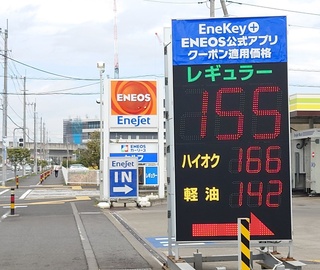 EneKey+
ENEOS公式アプリ
クーポン適用価格
レギュラー
155
ハイオク 166
軽油 142
ENEOS
EneJet
ENEOS
EneJet
IN